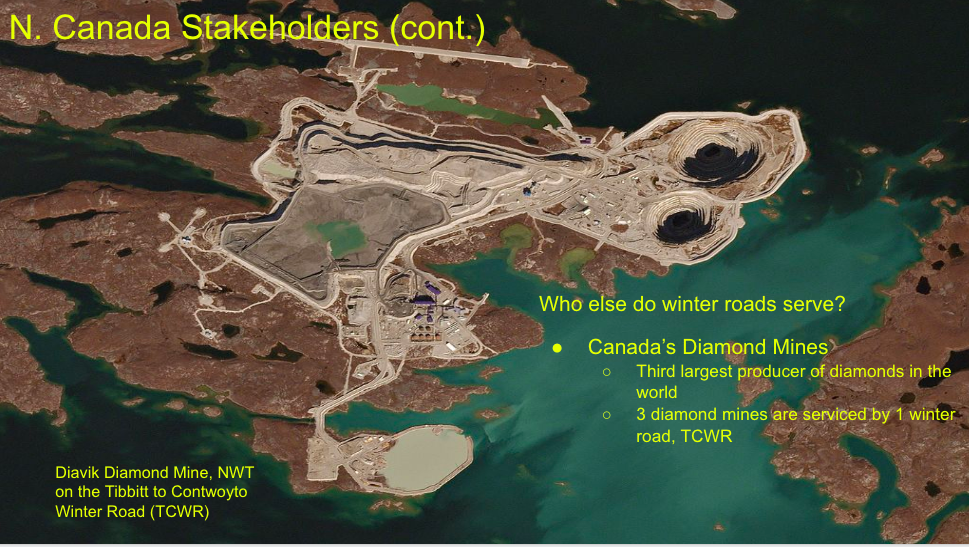 N. Canada Stakeholders (cont.)
Who else do winter roads serve?
● Canada's Diamond Mines
○ Third largest producer of diamonds in the
world
○ 3 diamond mines are serviced by 1 winter
road, TCWR
Diavik Diamond Mine, NWT
on the Tibbitt to Contwoyto
Winter Road (TCWR)